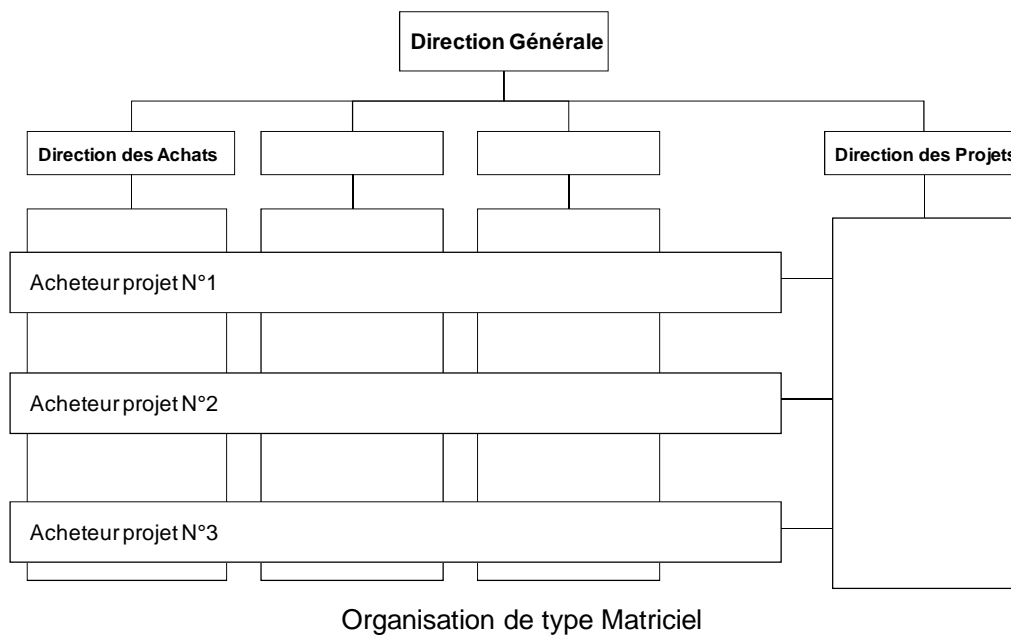 Direction Générale
Direction des Achats
Direction des Projets
Acheteur projet N°1
Acheteur projet N°2
Acheteur projet N°3
Organisation de type Matriciel